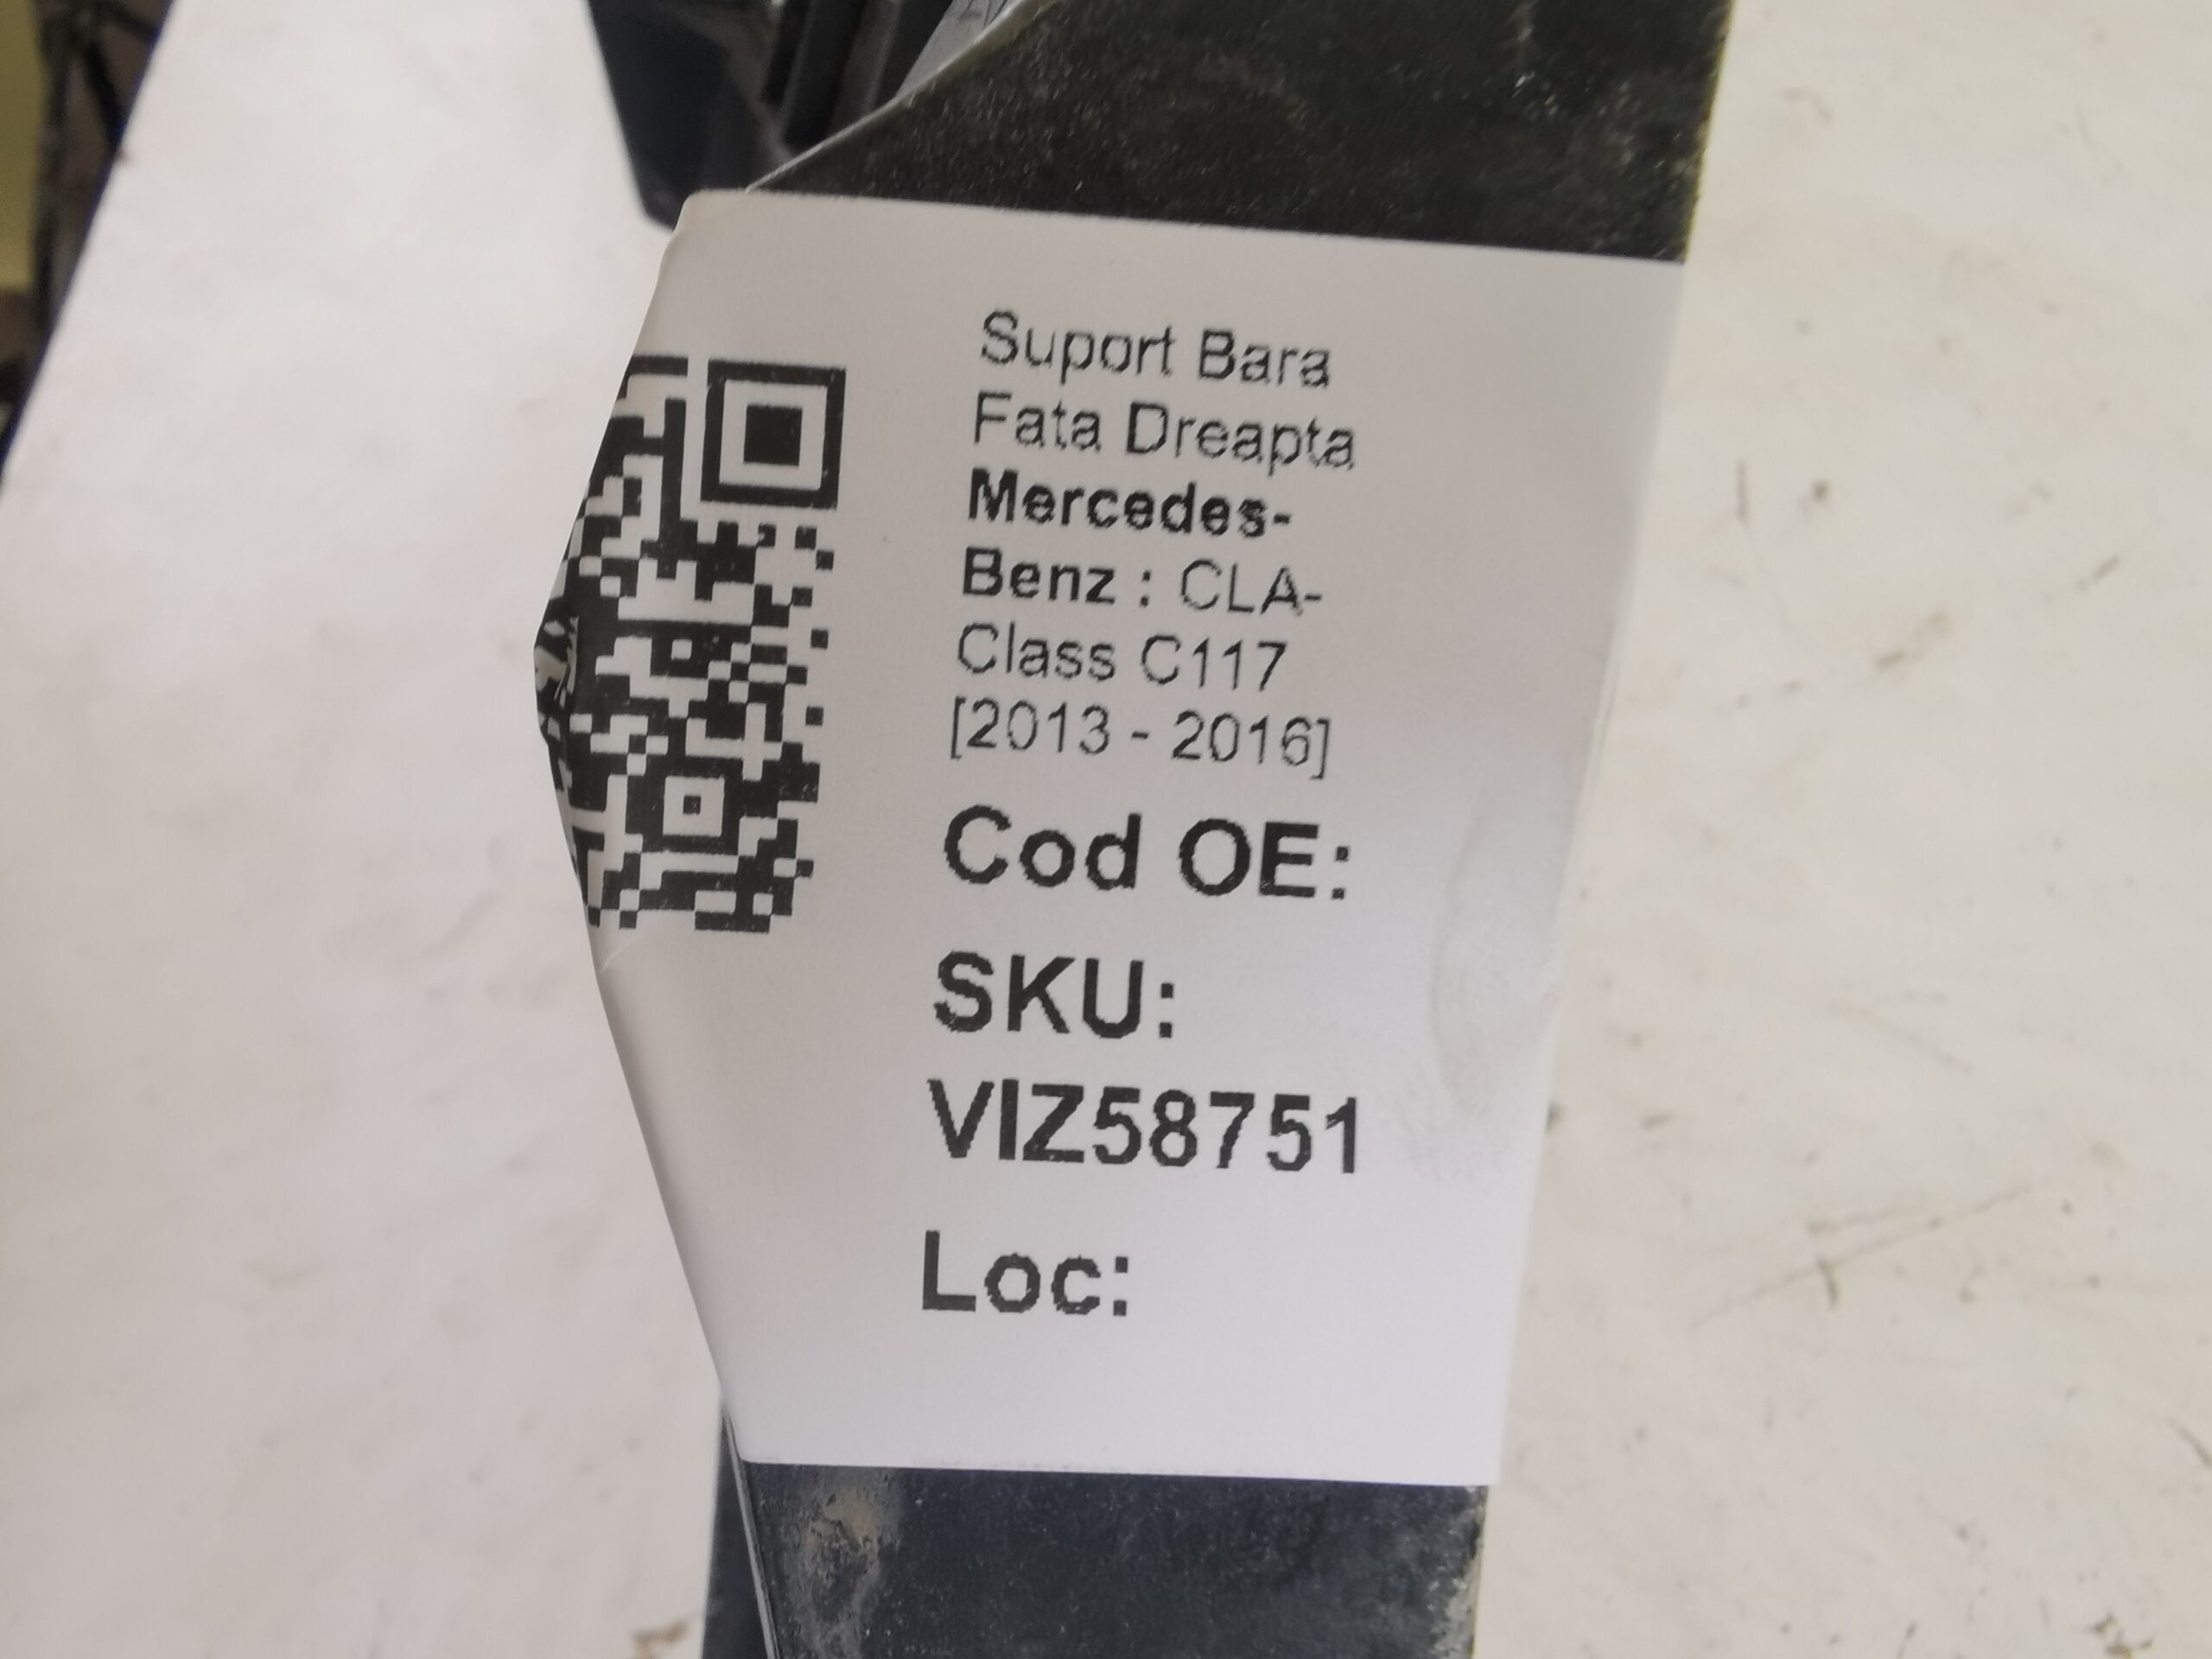 Suport Bara
Fata Dreapta
Mercedes-
Benz : CLA-
Class C117
[2013 - 2016]
Cod OE:
SKU:
VIZ58751
Loc: